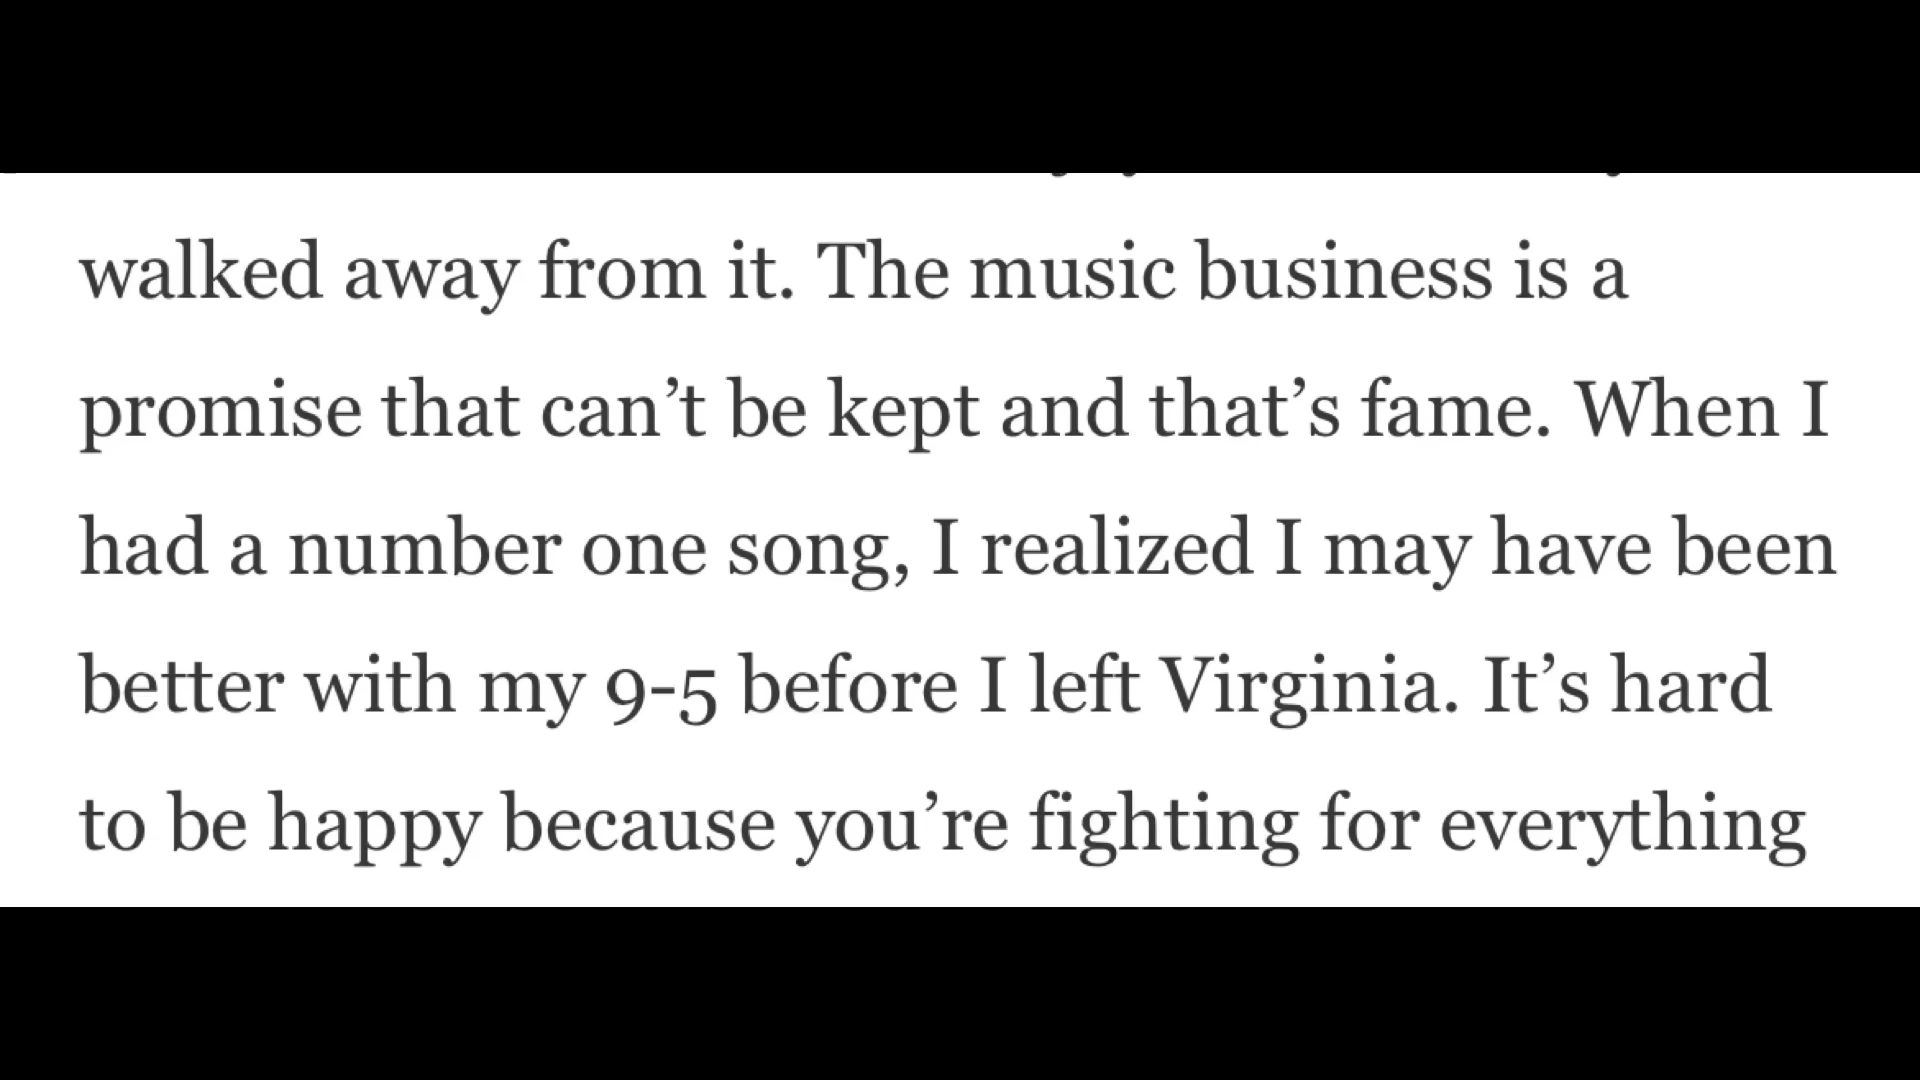 walked away from it. The music business is a
promise that can’t be kept and that’s fame. When I
had a number one song, I realized I may have been
better with my 9-5 before I left Virginia. It’s hard
to be happy because you’re fighting for everything